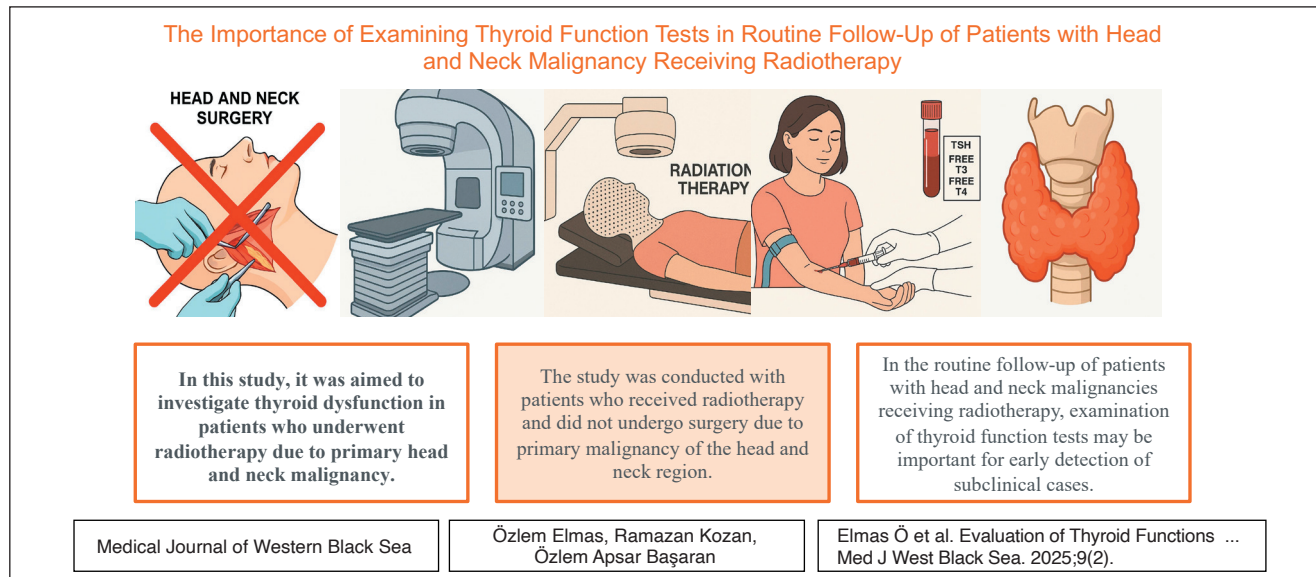 The Importance of Examining Thyroid Function Tests in Routine Follow-Up of Patients with Head
and Neck Malignancy Receiving Radiotherapy
HEAD AND NECK
SURGERY
RADIATION
THERAPY
TSH
FREE
T3
FREE
T4
In this study, it was aimed to
investigate thyroid dysfunction in
patients who underwent
radiotherapy due to primary head
and neck malignancy.
The study was conducted with
patients who received radiotherapy
and did not undergo surgery due to
primary malignancy of the head and
neck region.
In the routine follow-up of patients
with head and neck malignancies
receiving radiotherapy, examination
of thyroid function tests may be
important for early detection of
subclinical cases.
Medical Journal of Western Black Sea
Özlem Elmas, Ramazan Kozan,
Özlem Apsar Başaran
Elmas Ö et al. Evaluation of Thyroid Functions ...
Med J West Black Sea. 2025;9(2).